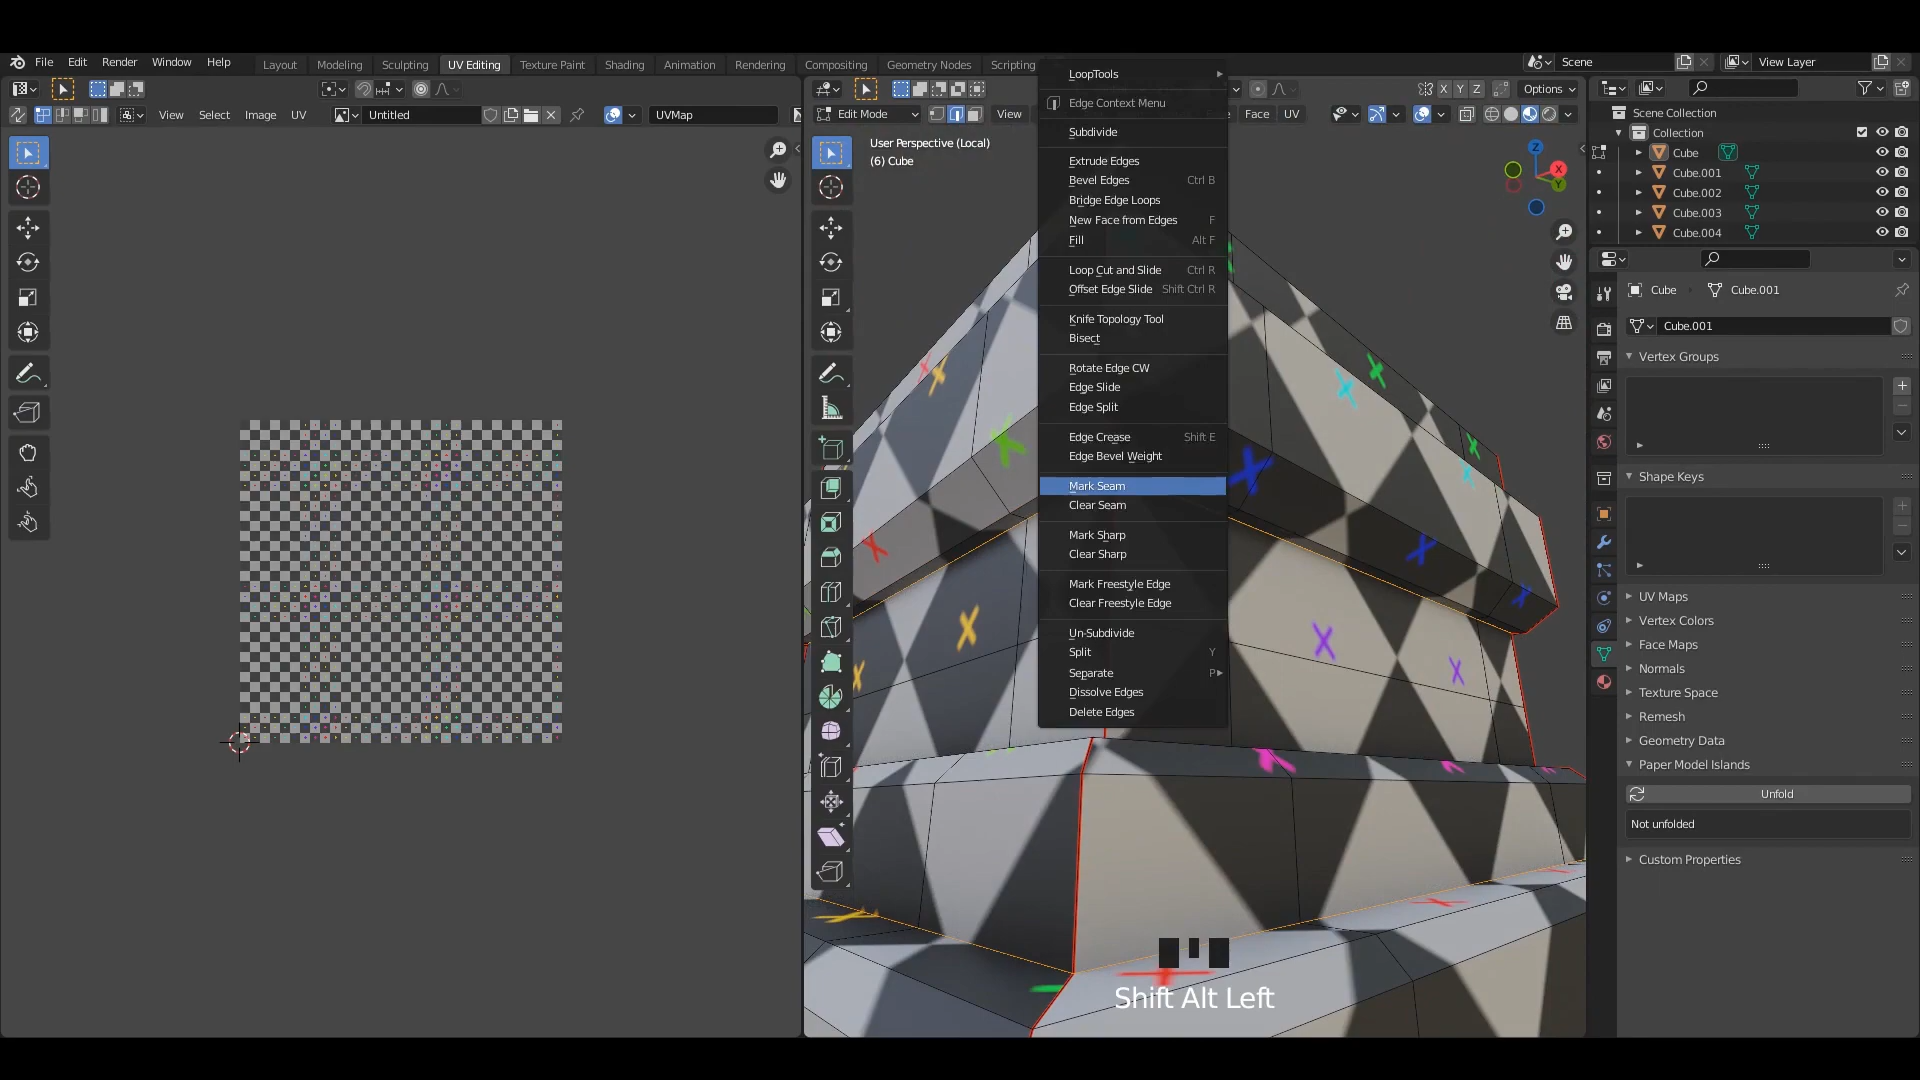 File Edit Render Window Help Layout Modeling Sculpting UV Editing Texture Paint Shading Animation Rendering Compositing Geometry Nodes Scripting Scene View Layer
X Y Z Options
View Select Image UV Untitled UVMap Edit Mode View Face UV
User Perspective (Local)
(6) Cube
LoopTools
Edge Context Menu
Subdivide
Extrude Edges
Bevel Edges Ctrl B
Bridge Edge Loops
New Face from Edges F
Fill Alt F
Loop Cut and Slide Ctrl R
Offset Edge Slide Shift Ctrl R
Knife Topology Tool
Bisect
Rotate Edge CW
Edge Slide
Edge Split
Edge Crease Shift E
Edge Bevel Weight
Mark Seam
Clear Seam
Mark Sharp
Clear Sharp
Mark Freestyle Edge
Clear Freestyle Edge
Un-Subdivide
Split Y
Separate P
Dissolve Edges
Delete Edges
Z
X
Y
Shift Alt Left
Scene Collection
Collection
Cube
Cube.001
Cube.002
Cube.003
Cube.004
Cube Cube.001
Cube.001
Vertex Groups
Shape Keys
UV Maps
Vertex Colors
Face Maps
Normals
Texture Space
Remesh
Geometry Data
Paper Model Islands
Unfold
Not unfolded
Custom Properties